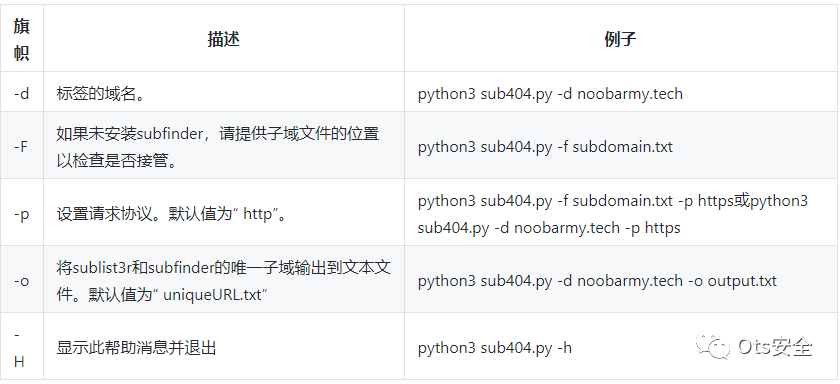 旗
帜
描述
例子
-d
标签的域名。
python3 sub404.py -d noobarmy.tech
-F
如果未安装subfinder，请提供子域文件的位置
以检查是否接管。
python3 sub404.py -f subdomain.txt
-p
设置请求协议。默认值为“ http”。
python3 sub404.py -f subdomain.txt -p https或python3
sub404.py -d noobarmy.tech -p https
-o
将sublist3r和subfinder的唯一子域输出到文本文
件。默认值为“ uniqueURL.txt”
python3 sub404.py -d noobarmy.tech -o output.txt
-
H
显示此帮助消息并退出
python3 sub404.py -h
Ots安全